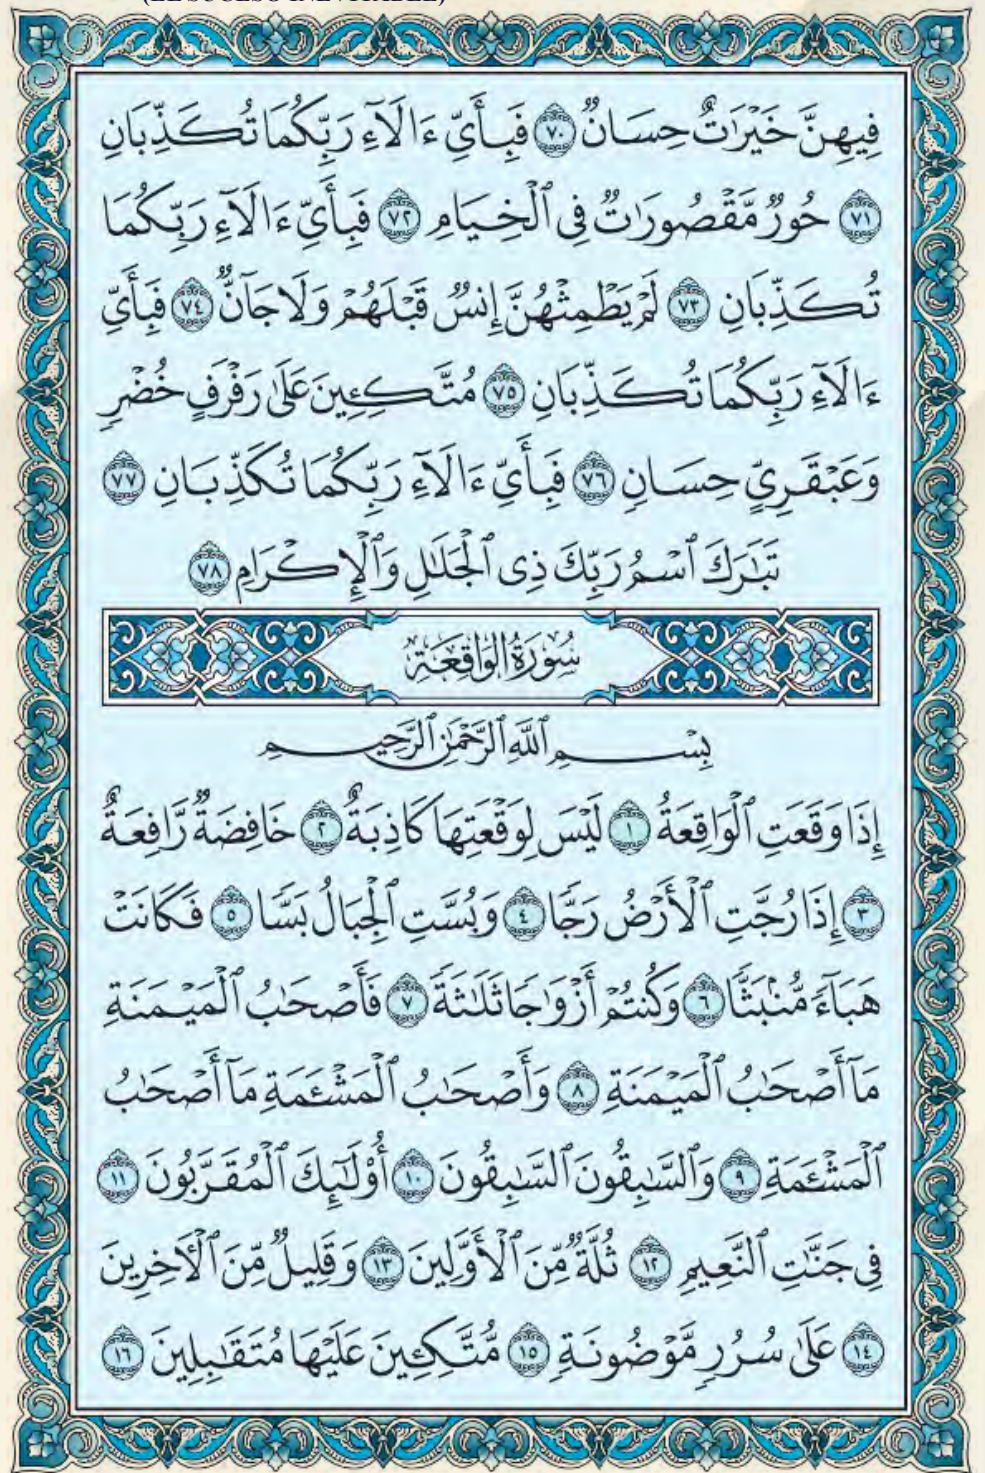 (EL SUCESO INEVITABLE)
فِيهِنَّ خَيْرَٰتٌ حِسَانٌ ٧٠ فَبِأَيِّ ءَالَآءِ رَبِّكُمَا تُكَذِّبَانِ
٧١ حُورٌ مَّقْصُورَٰتٌ فِى ٱلْخِيَامِ ٧٢ فَبِأَيِّ ءَالَآءِ رَبِّكُمَا
تُكَذِّبَانِ ٧٣ لَمْ يَطْمِثْهُنَّ إِنسٌ قَبْلَهُمْ وَلَا جَآنٌّ ٧٤ فَبِأَيِّ
ءَالَآءِ رَبِّكُمَا تُكَذِّبَانِ ٧٥ مُتَّكِـِٔينَ عَلَىٰ رَفْرَفٍ خُضْرٍ
وَعَبْقَرِيٍّ حِسَانٍ ٧٦ فَبِأَيِّ ءَالَآءِ رَبِّكُمَا تُكَذِّبَانِ ٧٧
تَبَٰرَكَ ٱسْمُ رَبِّكَ ذِى ٱلْجَلَٰلِ وَٱلْإِكْرَامِ ٧٨
سُورَةُ الوَاقِعَةِ
بِسْمِ ٱللَّهِ ٱلرَّحْمَٰنِ ٱلرَّحِيمِ
إِذَا وَقَعَتِ ٱلْوَاقِعَةُ ١ لَيْسَ لِوَقْعَتِهَا كَاذِبَةٌ ٢ خَافِضَةٌ رَّافِعَةٌ
٣ إِذَا رُجَّتِ ٱلْأَرْضُ رَجًّا ٤ وَبُسَّتِ ٱلْجِبَالُ بَسًّا ٥ فَكَانَتْ
هَبَآءً مُّنۢبَثًّا ٦ وَكُنتُمْ أَزْوَٰجًا ثَلَٰثَةً ٧ فَأَصْحَٰبُ ٱلْمَيْمَنَةِ
مَآ أَصْحَٰبُ ٱلْمَيْمَنَةِ ٨ وَأَصْحَٰبُ ٱلْمَشْـَٔمَةِ مَآ أَصْحَٰبُ
ٱلْمَشْـَٔمَةِ ٩ وَٱلسَّٰبِقُونَ ٱلسَّٰبِقُونَ ١٠ أُو۟لَٰٓئِكَ ٱلْمُقَرَّبُونَ ١١
فِى جَنَّٰتِ ٱلنَّعِيمِ ١٢ ثُلَّةٌ مِّنَ ٱلْأَوَّلِينَ ١٣ وَقَلِيلٌ مِّنَ ٱلْءَاخِرِينَ
١٤ عَلَىٰ سُرُرٍ مَّوْضُونَةٍ ١٥ مُّتَّكِـِٔينَ عَلَيْهَا مُتَقَٰبِلِينَ ١٦